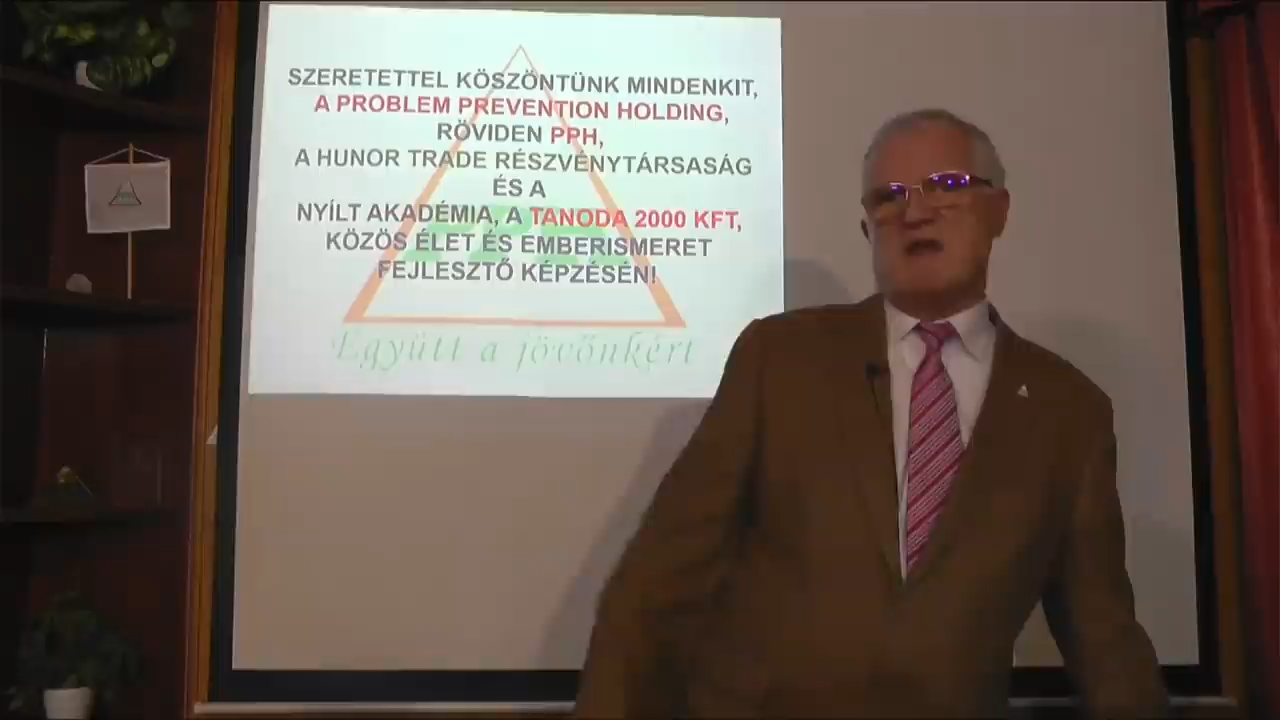 SZERETETTEL KÖSZÖNTÜNK MINDENKIT,
A PROBLEM PREVENTION HOLDING,
RÖVIDEN PPH,
A HUNOR TRADE RÉSZVÉNYTÁRSASÁG
ÉS A
NYÍLT AKADÉMIA, A TANODA 2000 KFT,
KÖZÖS ÉLET ÉS EMBERISMERET
FEJLESZTŐ KÉPZÉSÉN!
PPH
Együtt a jövőnkért